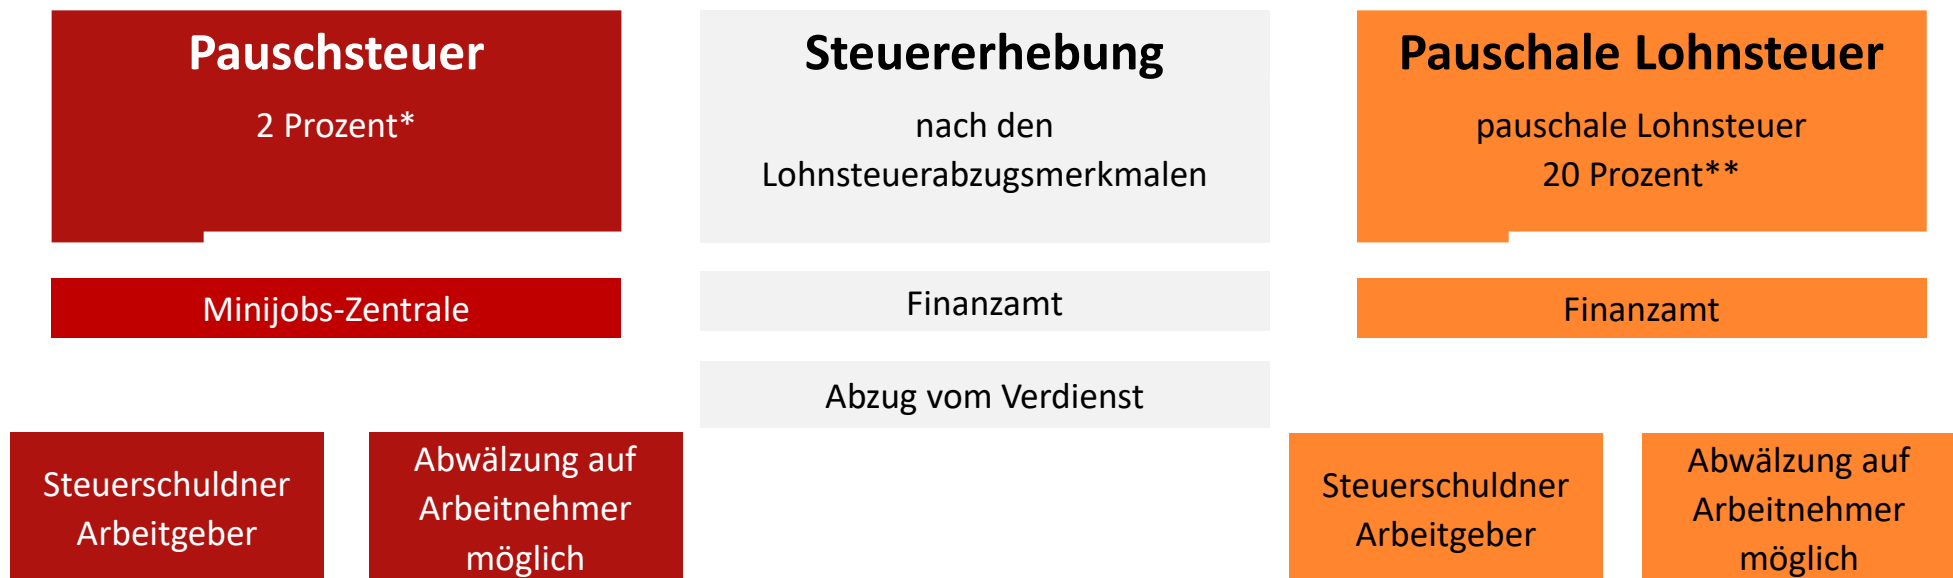 Pauschsteuer
2 Prozent*
Minijobs-Zentrale
Steuerschuldner
Arbeitgeber
Abwälzung auf
Arbeitnehmer
möglich
Steuererhebung
nach den
Lohnsteuerabzugsmerkmalen
Finanzamt
Abzug vom Verdienst
Pauschale Lohnsteuer
pauschale Lohnsteuer
20 Prozent**
Finanzamt
Steuerschuldner
Arbeitgeber
Abwälzung auf
Arbeitnehmer
möglich